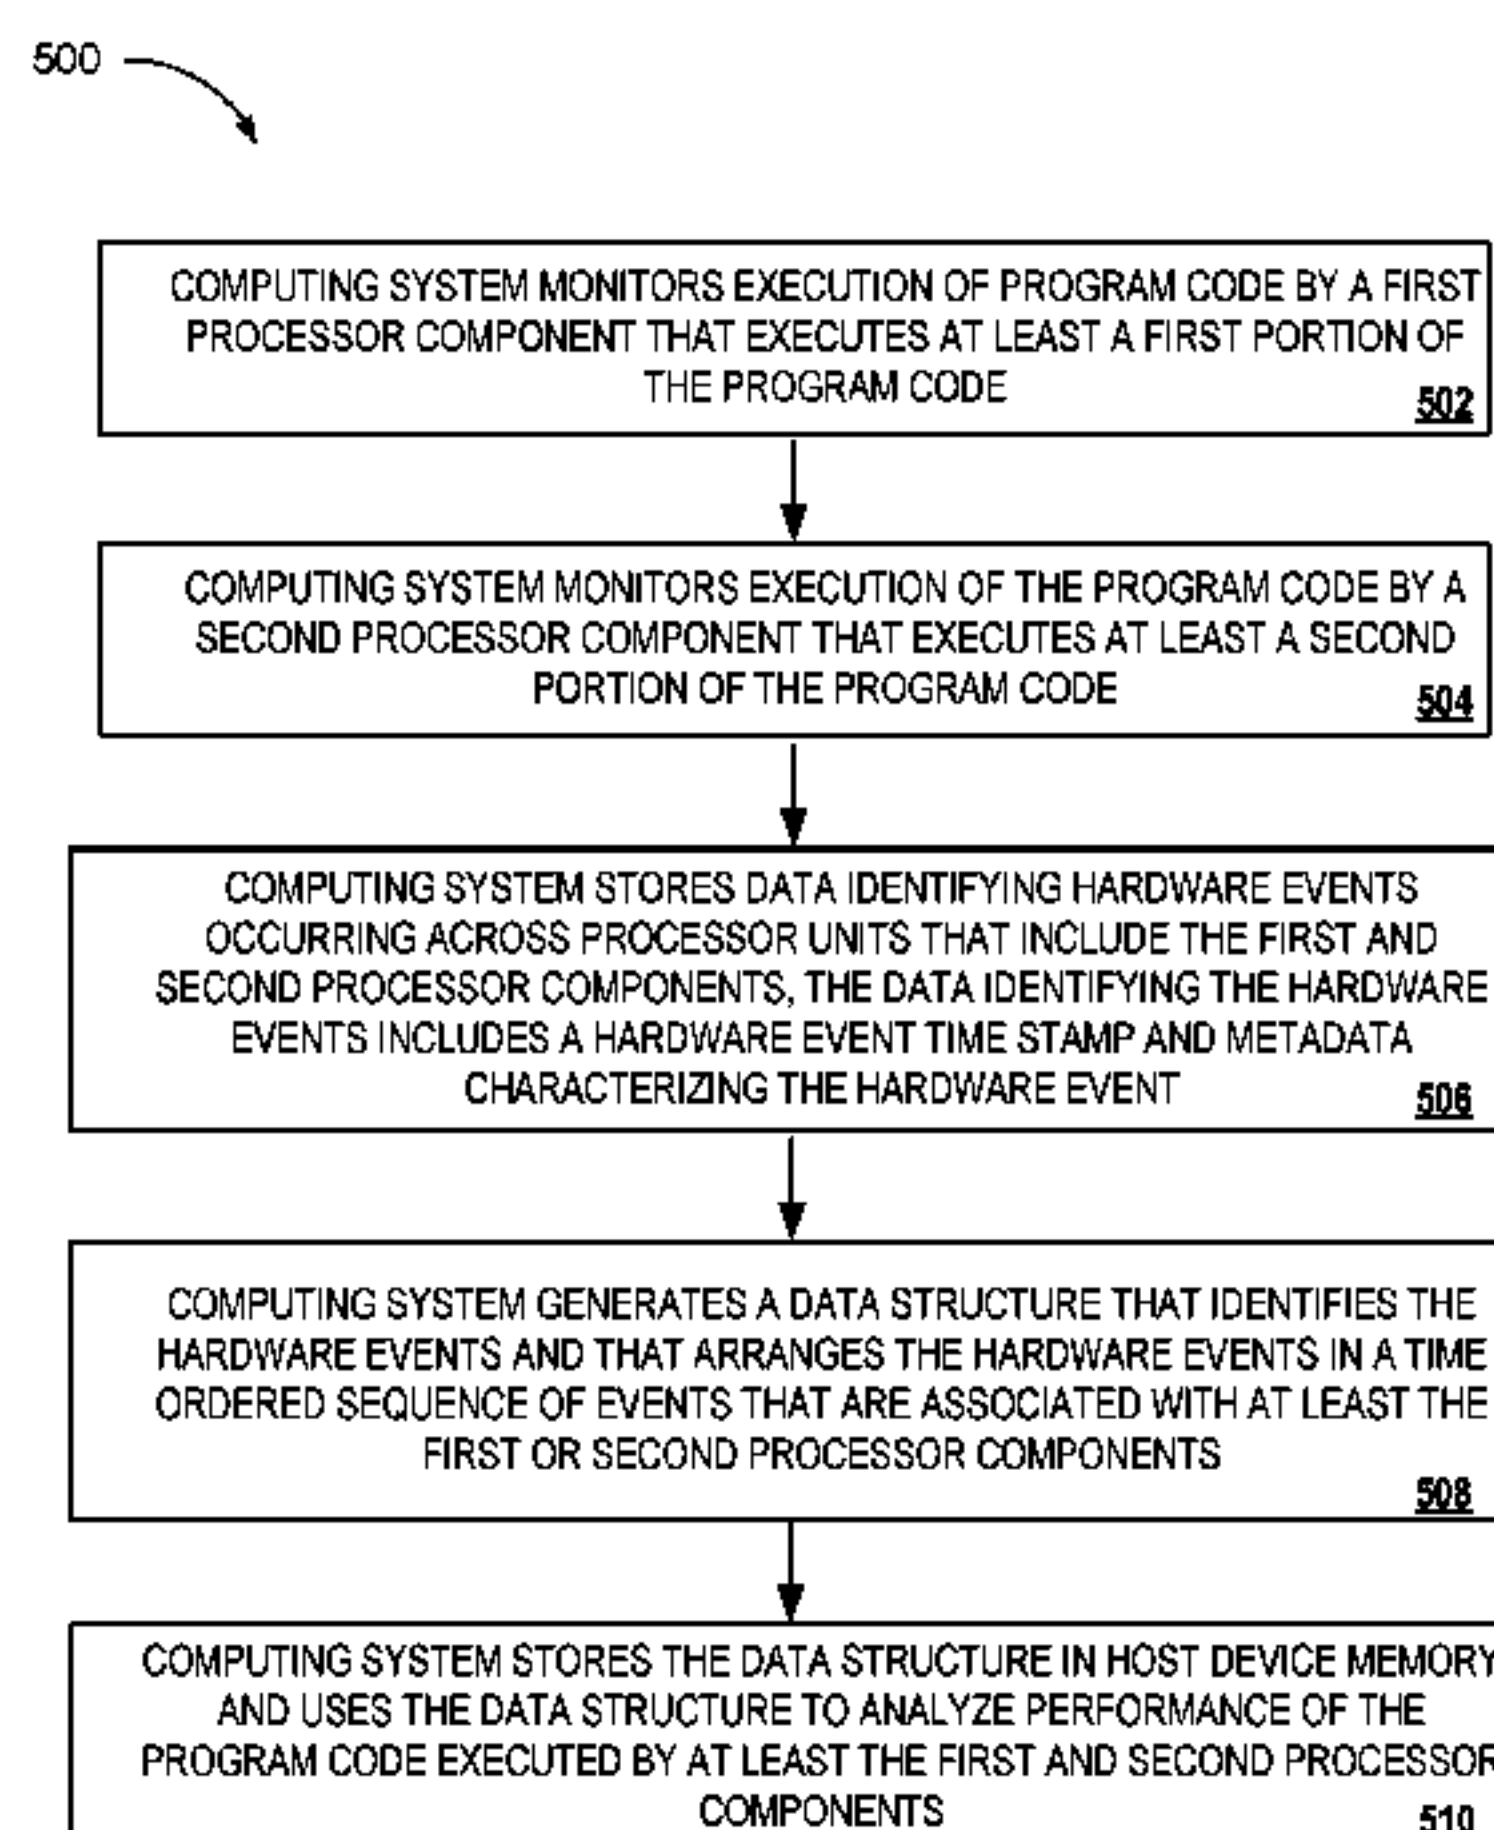 500
COMPUTING SYSTEM MONITORS EXECUTION OF PROGRAM CODE BY A FIRST
PROCESSOR COMPONENT THAT EXECUTES AT LEAST A FIRST PORTION OF
THE PROGRAM CODE
502
COMPUTING SYSTEM MONITORS EXECUTION OF THE PROGRAM CODE BY A
SECOND PROCESSOR COMPONENT THAT EXECUTES AT LEAST A SECOND
PORTION OF THE PROGRAM CODE
504
COMPUTING SYSTEM STORES DATA IDENTIFYING HARDWARE EVENTS
OCCURRING ACROSS PROCESSOR UNITS THAT INCLUDE THE FIRST AND
SECOND PROCESSOR COMPONENTS, THE DATA IDENTIFYING THE HARDWARE
EVENTS INCLUDES A HARDWARE EVENT TIME STAMP AND METADATA
CHARACTERIZING THE HARDWARE EVENT
506
COMPUTING SYSTEM GENERATES A DATA STRUCTURE THAT IDENTIFIES THE
HARDWARE EVENTS AND THAT ARRANGES THE HARDWARE EVENTS IN A TIME
ORDERED SEQUENCE OF EVENTS THAT ARE ASSOCIATED WITH AT LEAST THE
FIRST OR SECOND PROCESSOR COMPONENTS
508
COMPUTING SYSTEM STORES THE DATA STRUCTURE IN HOST DEVICE MEMORY
AND USES THE DATA STRUCTURE TO ANALYZE PERFORMANCE OF THE
PROGRAM CODE EXECUTED BY AT LEAST THE FIRST AND SECOND PROCESSOR
COMPONENTS
510